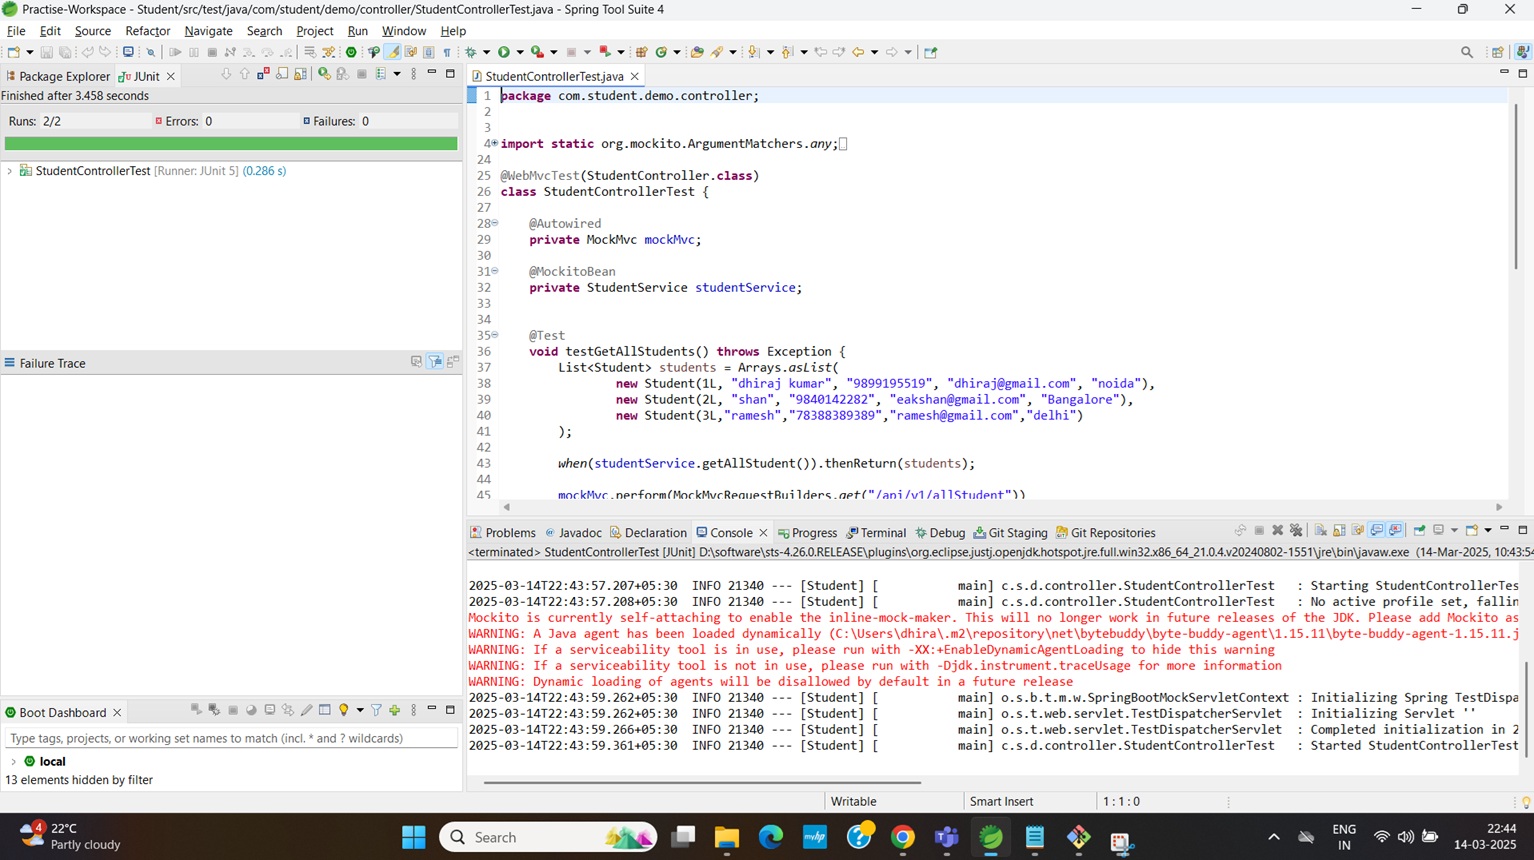 Practise-Workspace - Student/src/test/java/com/student/demo/controller/StudentControllerTest.java - Spring Tool Suite 4
File Edit Source Refactor Navigate Search Project Run Window Help
Package Explorer JUnit
Finished after 3.458 seconds
Runs: 2/2 Errors: 0 Failures: 0
StudentControllerTest [Runner: JUnit 5] (0.286 s)
Failure Trace
Boot Dashboard
Type tags, projects, or working set names to match (incl. * and ? wildcards)
local
13 elements hidden by filter
StudentControllerTest.java
1 package com.student.demo.controller;
2
3
4 import static org.mockito.ArgumentMatchers.any;
24
25 @WebMvcTest(StudentController.class)
26 class StudentControllerTest {
27
28 @Autowired
29 private MockMvc mockMvc;
30
31 @MockitoBean
32 private StudentService studentService;
33
34
35 @Test
36 void testGetAllStudents() throws Exception {
37 List<Student> students = Arrays.asList(
38 new Student(1L, "dhiraj kumar", "9899195519", "dhiraj@gmail.com", "noida"),
39 new Student(2L, "shan", "9840142282", "eakshan@gmail.com", "Bangalore"),
40 new Student(3L,"ramesh","78388389389","ramesh@gmail.com","delhi")
41 );
42
43 when(studentService.getAllStudent()).thenReturn(students);
44
45 mockMvc.perform(MockMvcRequestBuilders.get("/api/v1/allStudent"))
Problems Javadoc Declaration Console Progress Terminal Debug Git Staging Git Repositories
<terminated> StudentControllerTest [JUnit] D:\software\sts-4.26.0.RELEASE\plugins\org.eclipse.justj.openjdk.hotspot.jre.full.win32.x86_64_21.0.4.v20240802-1551\jre\bin\javaw.exe (14-Mar-2025, 10:43:54
2025-03-14T22:43:57.207+05:30 INFO 21340 --- [Student] [ main] c.s.d.controller.StudentControllerTest : Starting StudentControllerTes
2025-03-14T22:43:57.208+05:30 INFO 21340 --- [Student] [ main] c.s.d.controller.StudentControllerTest : No active profile set, fallin
Mockito is currently self-attaching to enable the inline-mock-maker. This will no longer work in future releases of the JDK. Please add Mockito as
WARNING: A Java agent has been loaded dynamically (C:\Users\dhira\.m2\repository\net\bytebuddy\byte-buddy-agent\1.15.11\byte-buddy-agent-1.15.11.j
WARNING: If a serviceability tool is in use, please run with -XX:+EnableDynamicAgentLoading to hide this warning
WARNING: If a serviceability tool is not in use, please run with -Djdk.instrument.traceUsage for more information
WARNING: Dynamic loading of agents will be disallowed by default in a future release
2025-03-14T22:43:59.262+05:30 INFO 21340 --- [Student] [ main] o.s.b.t.m.w.SpringBootMockServletContext : Initializing Spring TestDispa
2025-03-14T22:43:59.262+05:30 INFO 21340 --- [Student] [ main] o.s.t.web.servlet.TestDispatcherServlet : Initializing Servlet ''
2025-03-14T22:43:59.266+05:30 INFO 21340 --- [Student] [ main] o.s.t.web.servlet.TestDispatcherServlet : Completed initialization in 2
2025-03-14T22:43:59.361+05:30 INFO 21340 --- [Student] [ main] c.s.d.controller.StudentControllerTest : Started StudentControllerTest
Writable Smart Insert 1 : 1 : 0
4
22°C
Partly cloudy
Search
myhp
ENG
IN
22:44
14-03-2025